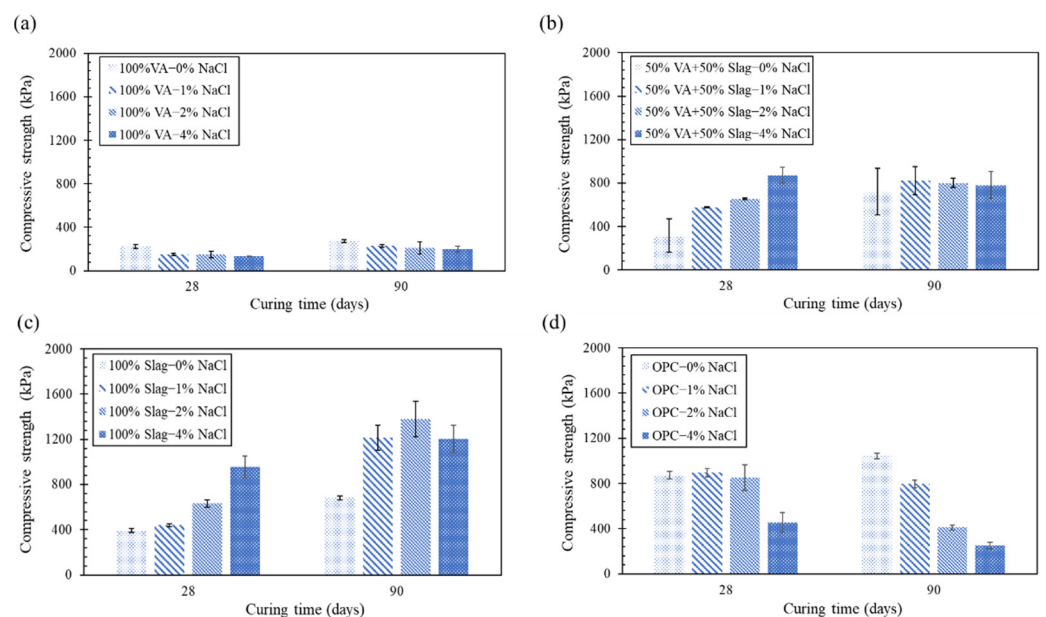 (a)
2000
1600
1200
800
400
0
Compressive strength (kPa)
100%VA−0% NaCl
100% VA−1% NaCl
100% VA−2% NaCl
100% VA−4% NaCl
28
90
Curing time (days)
(b)
2000
1600
1200
800
400
0
Compressive strength (kPa)
50% VA+50% Slag−0% NaCl
50% VA+50% Slag−1% NaCl
50% VA+50% Slag−2% NaCl
50% VA+50% Slag−4% NaCl
28
90
Curing time (days)
(c)
2000
1600
1200
800
400
0
Compressive strength (kPa)
100% Slag−0% NaCl
100% Slag−1% NaCl
100% Slag−2% NaCl
100% Slag−4% NaCl
28
90
Curing time (days)
(d)
2000
1600
1200
800
400
0
Compressive strength (kPa)
OPC−0% NaCl
OPC−1% NaCl
OPC−2% NaCl
OPC−4% NaCl
28
90
Curing time (days)